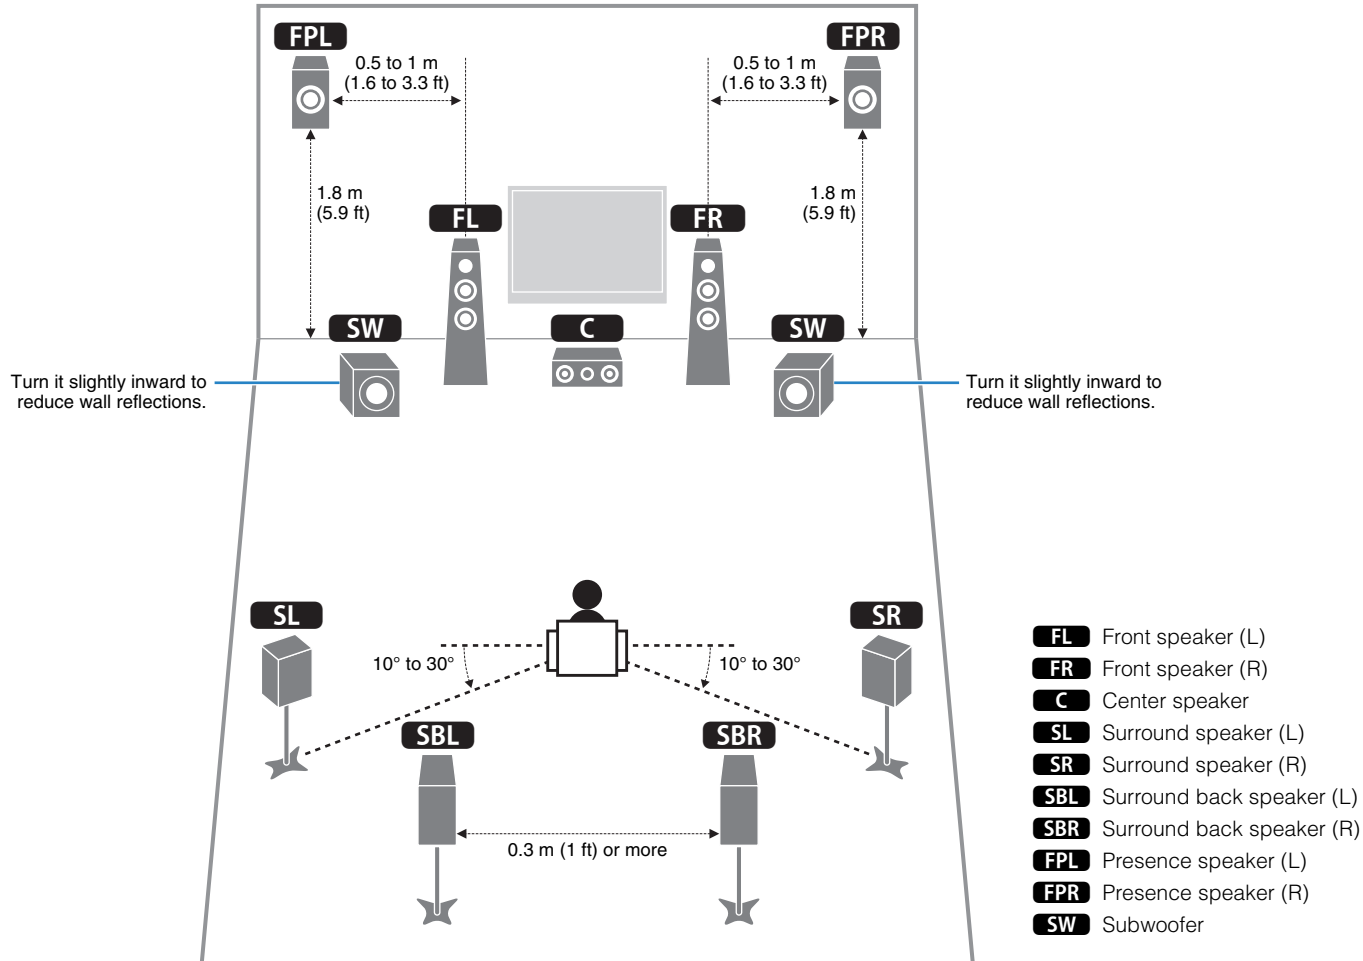 FPL
FPR
0.5 to 1 m
(1.6 to 3.3 ft)
0.5 to 1 m
(1.6 to 3.3 ft)
1.8 m
(5.9 ft)
1.8 m
(5.9 ft)
FL
FR
SW
C
SW
Turn it slightly inward to
reduce wall reflections.
Turn it slightly inward to
reduce wall reflections.
SL
SR
10° to 30°
10° to 30°
SBL
SBR
0.3 m (1 ft) or more
FL Front speaker (L)
FR Front speaker (R)
C Center speaker
SL Surround speaker (L)
SR Surround speaker (R)
SBL Surround back speaker (L)
SBR Surround back speaker (R)
FPL Presence speaker (L)
FPR Presence speaker (R)
SW Subwoofer